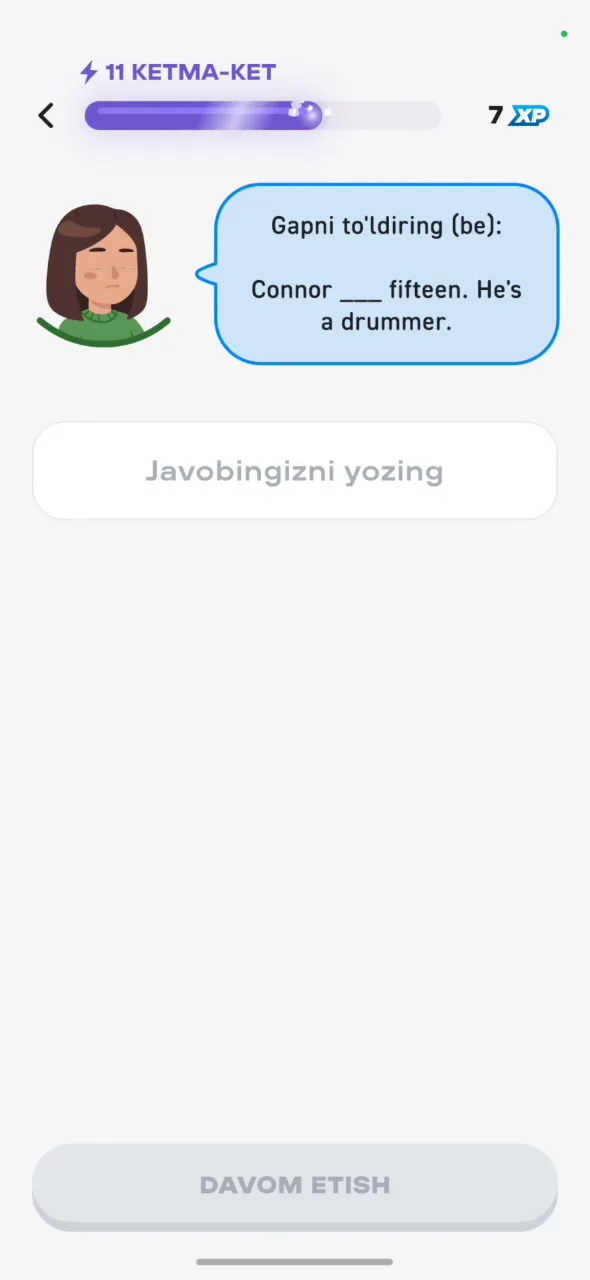 11 KETMA-KET
7 XP
Gapni to'ldiring (be):
Connor ___ fifteen. He's
a drummer.
Javobingizni yozing
DAVOM ETISH